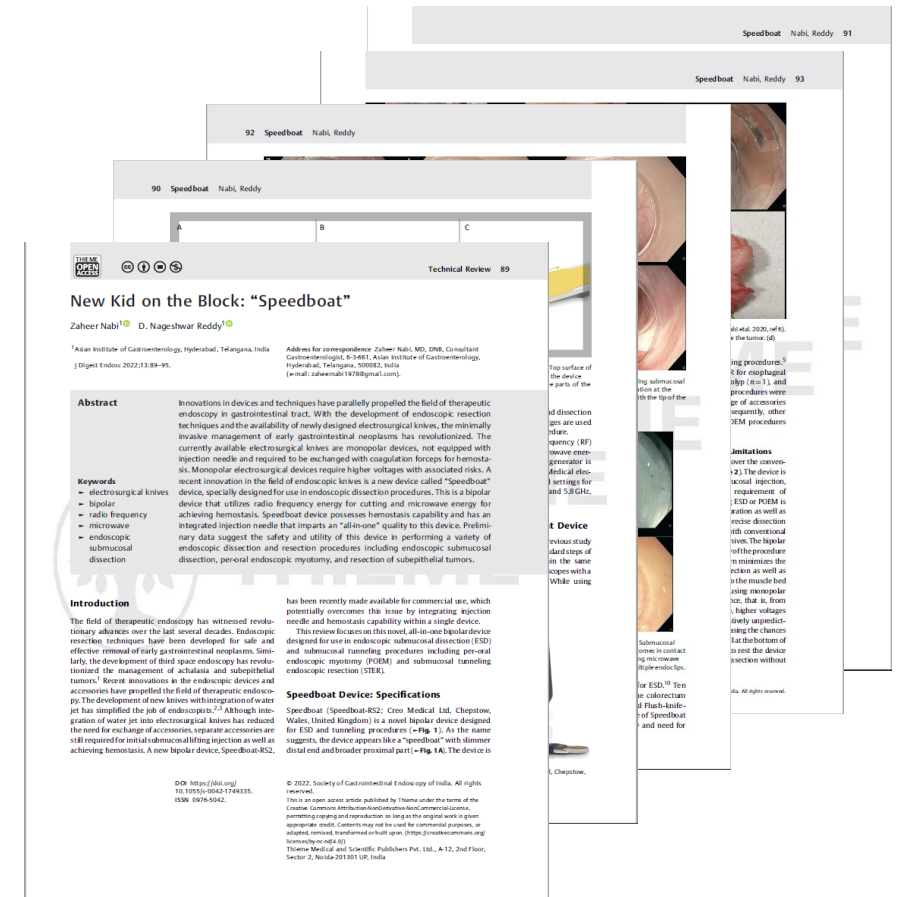 Speedboat Nabi, Reddy 91
Speedboat Nabi, Reddy 93
92 Speedboat Nabi, Reddy
90 Speedboat Nabi, Reddy
A B C
THIEME
OPEN
ACCESS
Technical Review 89
New Kid on the Block: “Speedboat”
Zaheer Nabi1 D. Nageshwar Reddy1
1 Asian Institute of Gastroenterology, Hyderabad, Telangana, India
J Digest Endosc 2022;13:89–95.
Address for correspondence Zaheer Nabi, MD, DNB, Consultant
Gastroenterologist, 6-3-661, Asian Institute of Gastroenterology,
Hyderabad, Telangana, 500082, India
(e-mail: zaheernabi1978@gmail.com).
Abstract
Innovations in devices and techniques have parallelly propelled the field of therapeutic
endoscopy in gastrointestinal tract. With the development of endoscopic resection
techniques and the availability of newly designed electrosurgical knives, the minimally
invasive management of early gastrointestinal neoplasms has revolutionized. The
currently available electrosurgical knives are monopolar devices, not equipped with
injection needle and required to be exchanged with coagulation forceps for hemosta-
sis. Monopolar electrosurgical devices require higher voltages with associated risks. A
recent innovation in the field of endoscopic knives is a new device called “Speedboat”
device, specially designed for use in endoscopic dissection procedures. This is a bipolar
device that utilizes radio frequency energy for cutting and microwave energy for
achieving hemostasis. Speedboat device possesses hemostasis capability and has an
integrated injection needle that imparts an “all-in-one” quality to this device. Prelimi-
nary data suggest the safety and utility of this device in performing a variety of
endoscopic dissection and resection procedures including endoscopic submucosal
dissection, per-oral endoscopic myotomy, and resection of subepithelial tumors.
Keywords
► electrosurgical knives
► bipolar
► radio frequency
► microwave
► endoscopic
submucosal
dissection
Introduction
The field of therapeutic endoscopy has witnessed revolu-
tionary advances over the last several decades. Endoscopic
resection techniques have been developed for safe and
effective removal of early gastrointestinal neoplasms. Simi-
larly, the development of third space endoscopy has revolu-
tionized the management of achalasia and subepithelial
tumors.1 Recent innovations in the endoscopic devices and
accessories have propelled the field of therapeutic endosco-
py. The development of new knives with integration of water
jet has simplified the job of endoscopists.2,3 Although inte-
gration of water jet into electrosurgical knives has reduced
the need for exchange of accessories, separate accessories are
still required for initial submucosal lifting injection as well as
achieving hemostasis. A new bipolar device, Speedboat-RS2,
has been recently made available for commercial use, which
potentially overcomes this issue by integrating injection
needle and hemostasis capability within a single device.
This review focuses on this novel, all-in-one bipolar device
designed for use in endoscopic submucosal dissection (ESD)
and submucosal tunneling procedures including per-oral
endoscopic myotomy (POEM) and submucosal tunneling
endoscopic resection (STER).
Speedboat Device: Specifications
Speedboat (Speedboat-RS2; Creo Medical Ltd, Chepstow,
Wales, United Kingdom) is a novel bipolar device designed
for ESD and tunneling procedures (►Fig. 1). As the name
suggests, the device appears like a “speedboat” with slimmer
distal end and broader proximal part (►Fig. 1A). The device is
DOI https://doi.org/
10.1055/s-0042-1749335.
ISSN 0976-5042.
© 2022. Society of Gastrointestinal Endoscopy of India. All rights
reserved.
This is an open access article published by Thieme under the terms of the
Creative Commons Attribution-NonDerivative-NonCommercial-License,
permitting copying and reproduction so long as the original work is given
appropriate credit. Contents may not be used for commercial purposes, or
adapted, remixed, transformed or built upon. (https://creativecommons.org/
licenses/by-nc-nd/4.0/)
Thieme Medical and Scientific Publishers Pvt. Ltd., A-12, 2nd Floor,
Sector 2, Noida-201301 UP, India